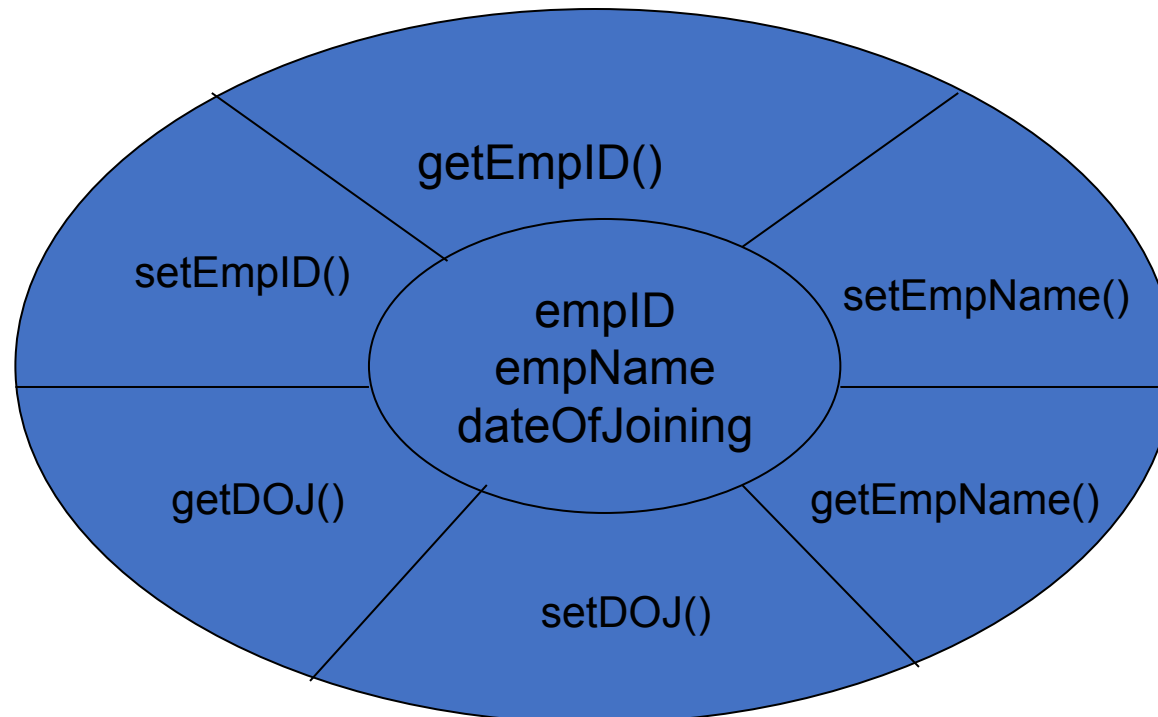 getEmpID()
setEmpID()
setEmpName()
empID
empName
dateOfJoining
getDOJ()
getEmpName()
setDOJ()